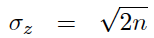 σ_z = √2n